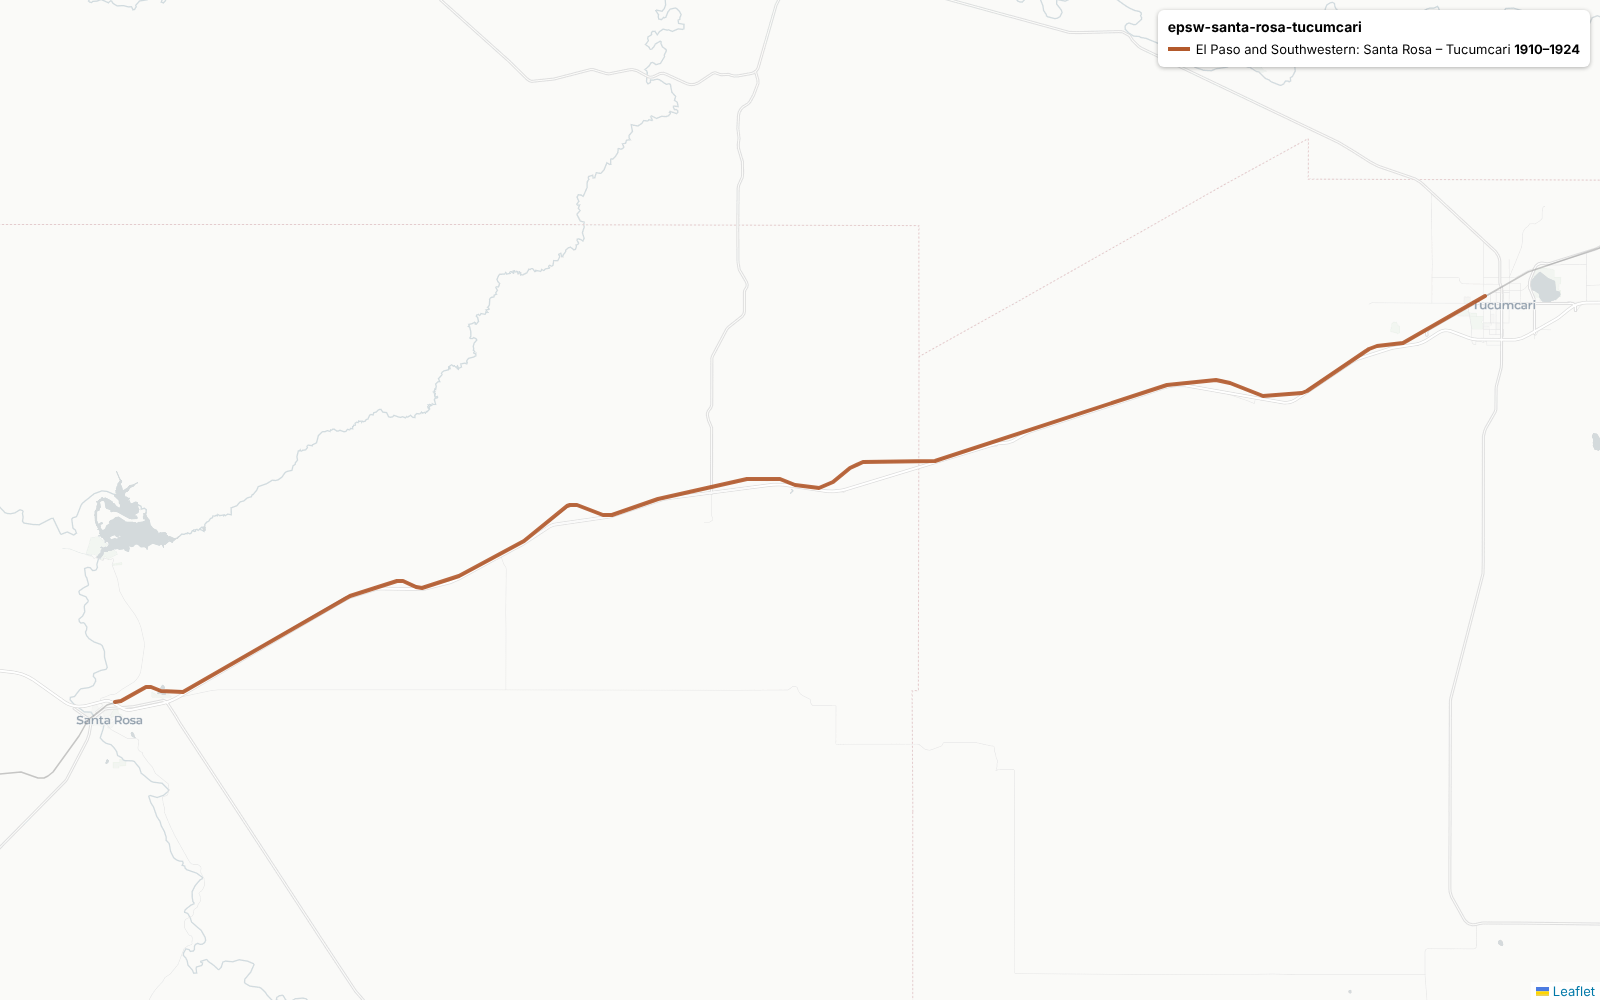 epsw-santa-rosa-tucumcari
El Paso and Southwestern: Santa Rosa – Tucumcari 1910–1924
Tucumcari
Santa Rosa
Leaflet